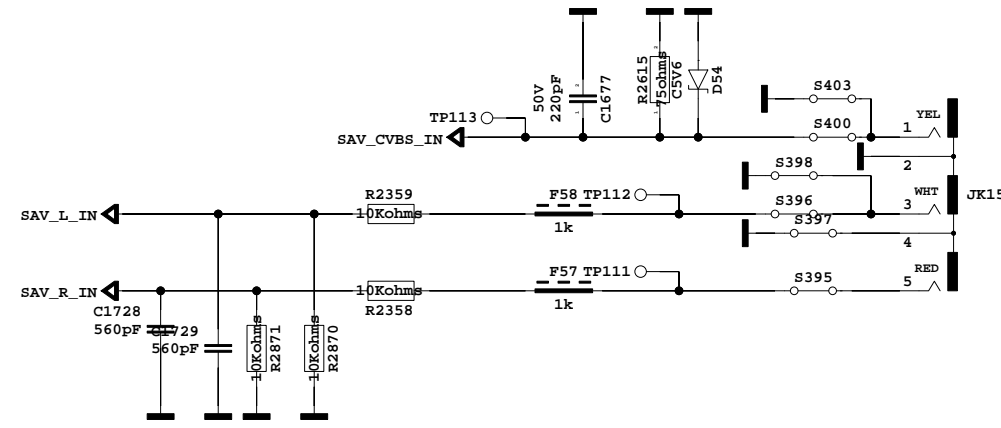 S403
50V
220pF
C1677
R2615
75ohms
C5V6
D54
TP113
S400
1
YEL
SAV_CVBS_IN
2
S398
R2359
F58
TP112
WHT
JK15
SAV_L_IN
10Kohms
S396
3
1k
S397
4
F57
TP111
S395
RED
SAV_R_IN
10Kohms
5
R2358
1k
C1728
560pF
C1729
560pF
10Kohms
R2871
10Kohms
R2870